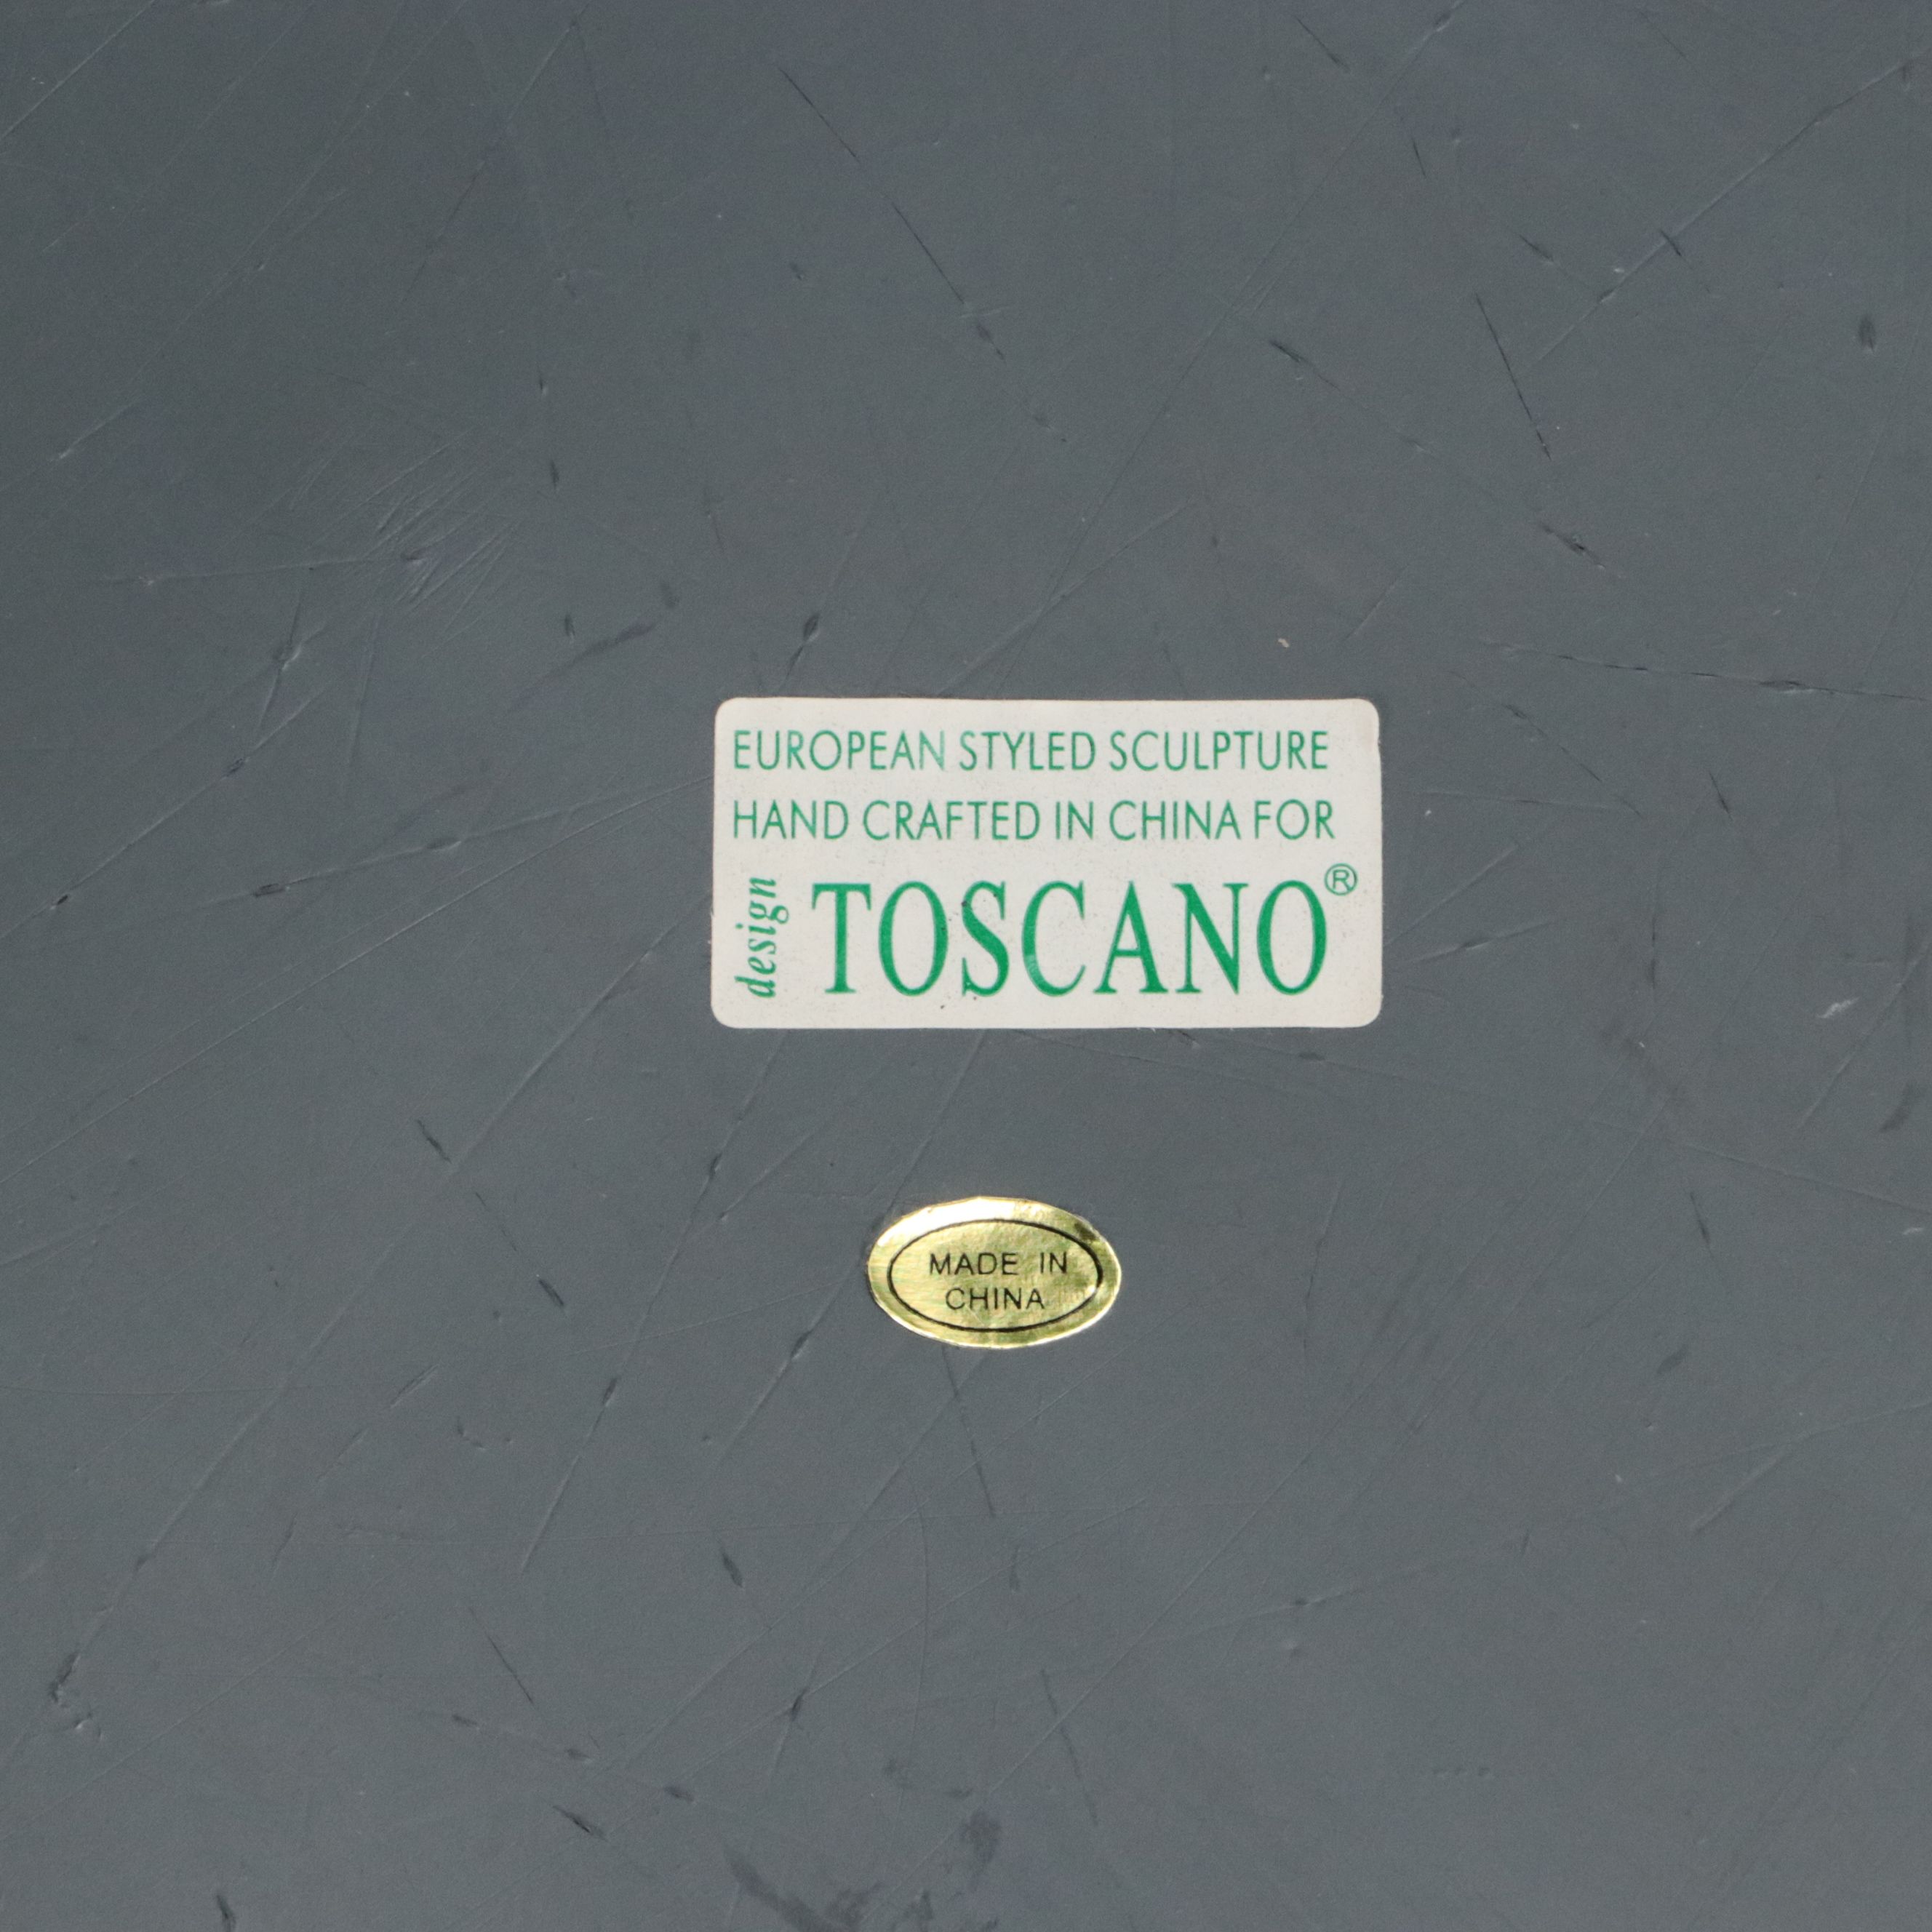 EUROPEAN STYLED SCULPTURE
HAND CRAFTED IN CHINA FOR
design TOSCANO®
MADE IN
CHINA